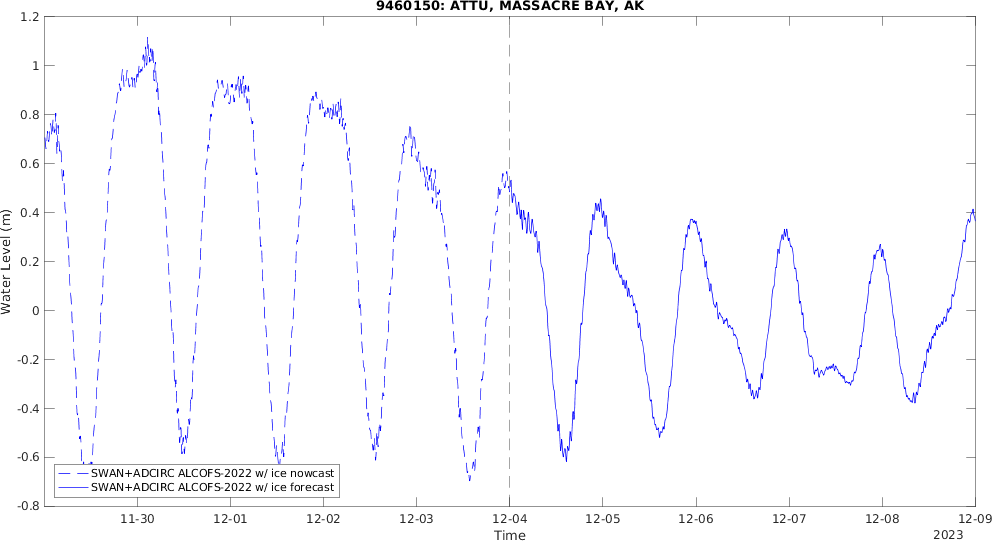 9460150: ATTU, MASSACRE BAY, AK
1.2
1
0.8
0.6
0.4
0.2
0
-0.2
-0.4
-0.6
-0.8
Water Level (m)
SWAN+ADCIRC ALCOFS-2022 w/ ice nowcast
SWAN+ADCIRC ALCOFS-2022 w/ ice forecast
11-30 12-01 12-02 12-03 12-04 12-05 12-06 12-07 12-08 12-09
Time
2023